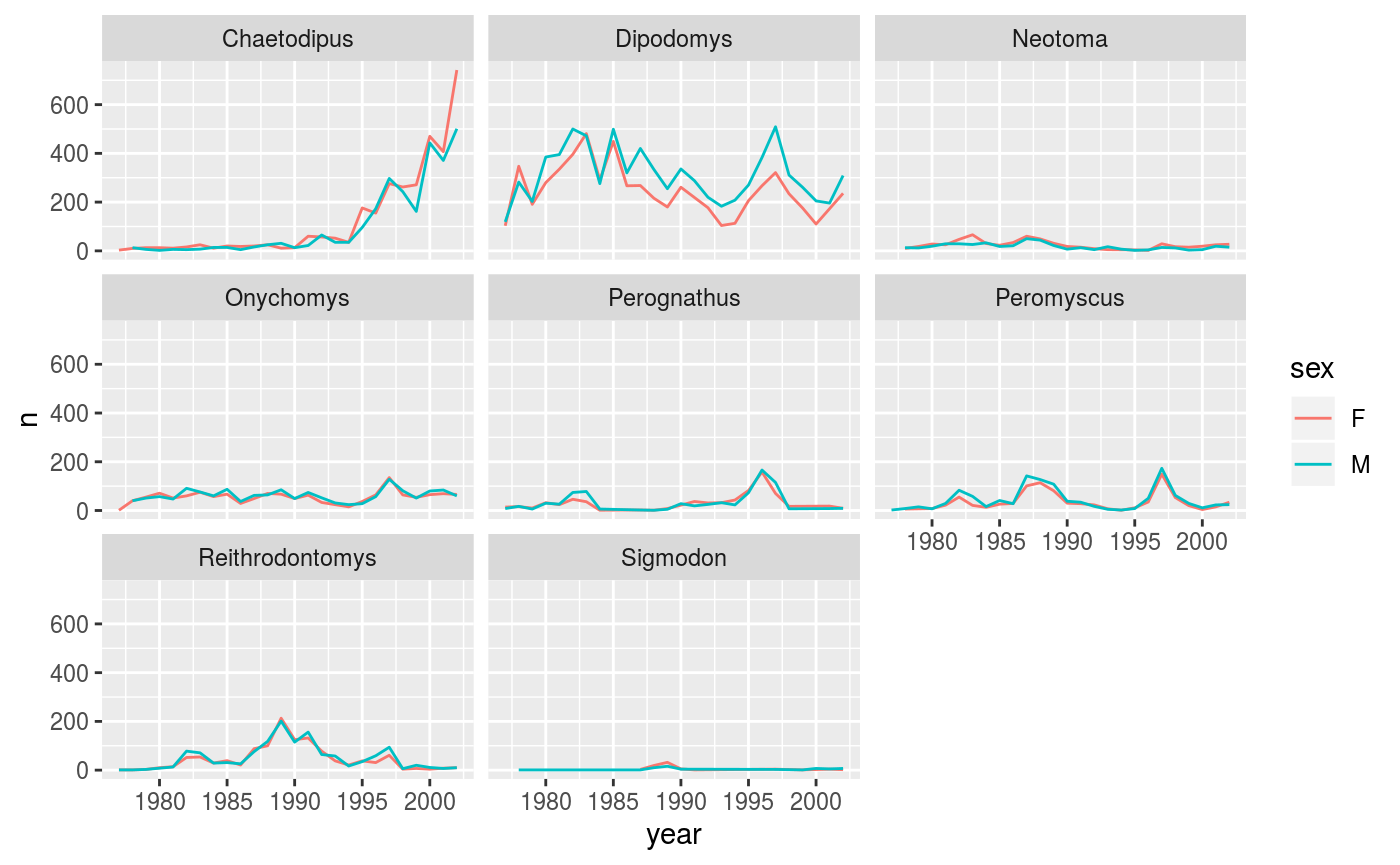 Chaetodipus Dipodomys Neotoma
600
400
200
0
Onychomys Perognathus Peromyscus
600
400
200
0
1980 1985 1990 1995 2000
Reithrodontomys Sigmodon
600
400
200
0
1980 1985 1990 1995 2000 1980 1985 1990 1995 2000
year
n
sex
F
M